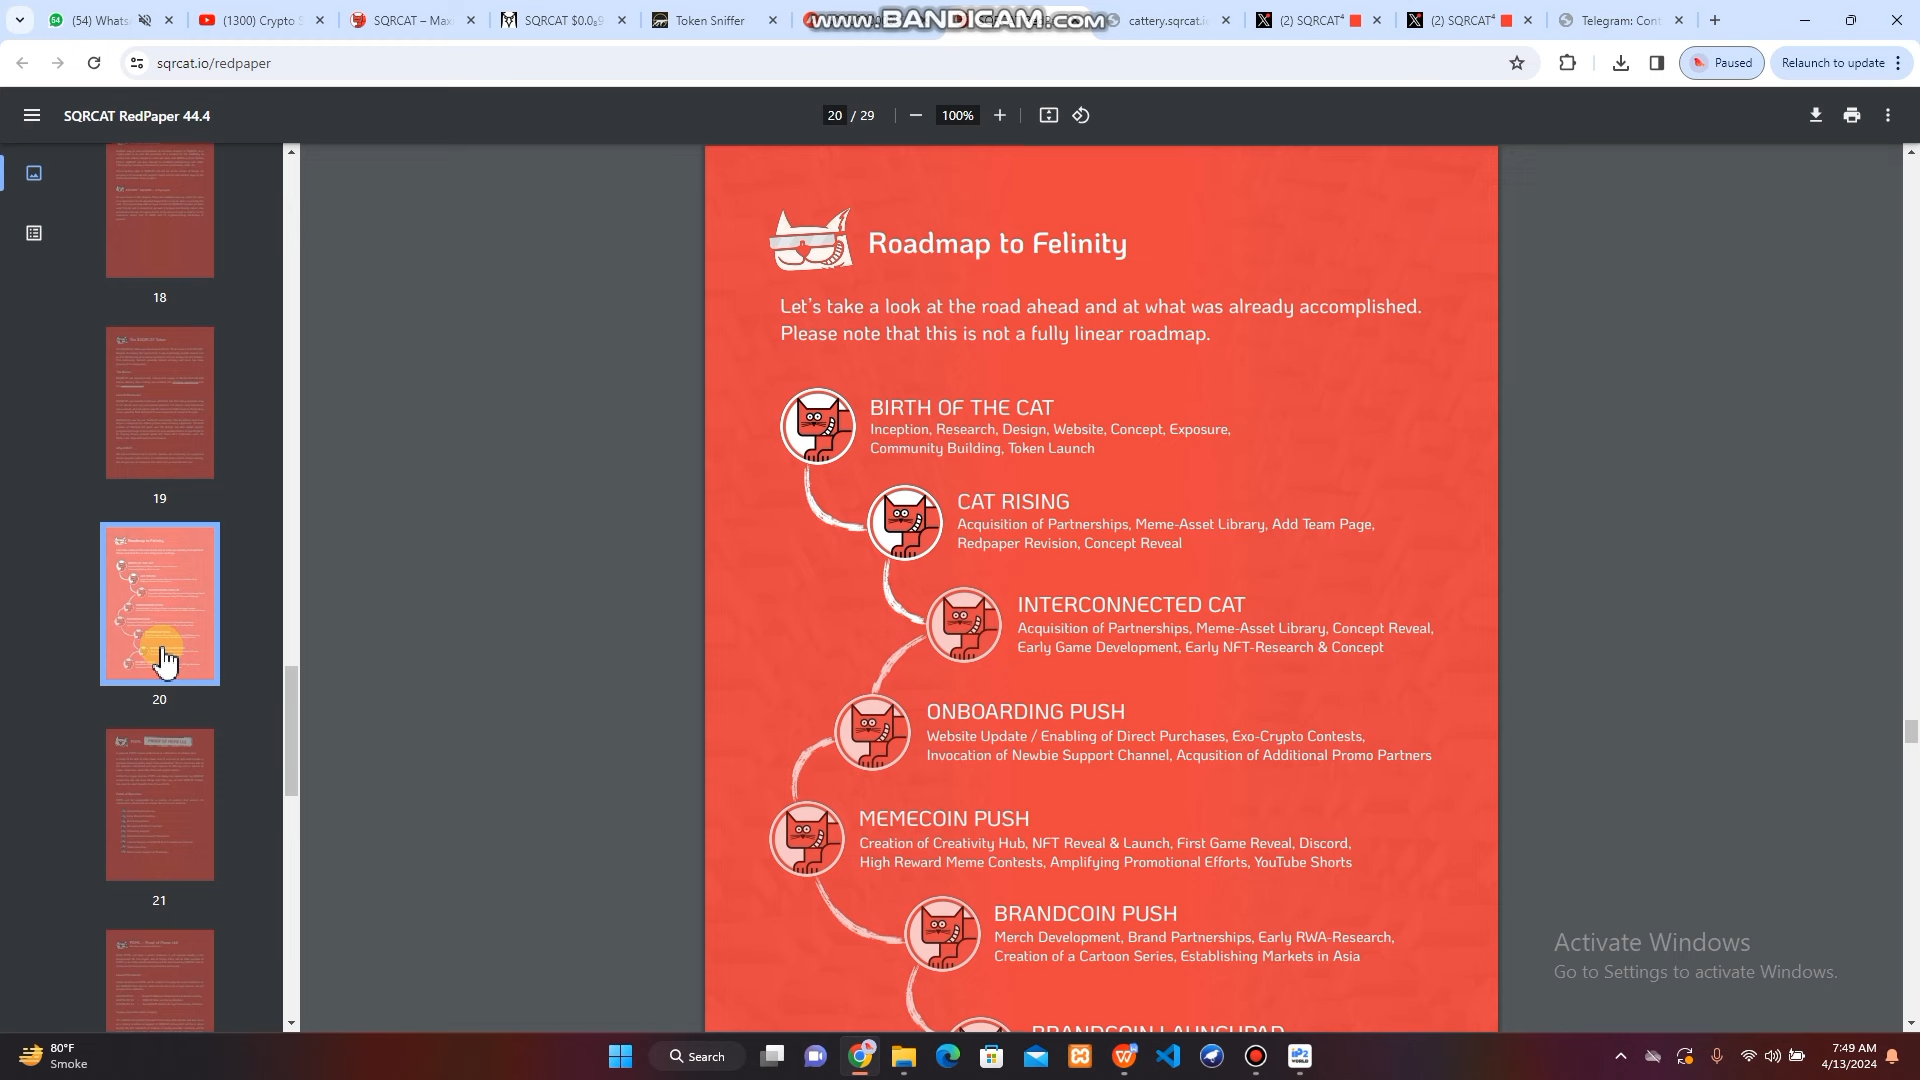 (54) Whats
(1300) Crypto S
SQRCAT – Max
SQRCAT $0.0
Token Sniffer
www.BANDICAM.com
cattery.sqrcat.i
(2) SQRCAT⁴
(2) SQRCAT⁴
Telegram: Cont
sqrcat.io/redpaper
Paused
Relaunch to update
SQRCAT RedPaper 44.4
20 / 29
100%
18
19
20
21
Roadmap to Felinity
Let's take a look at the road ahead and at what was already accomplished.
Please note that this is not a fully linear roadmap.
BIRTH OF THE CAT
Inception, Research, Design, Website, Concept, Exposure,
Community Building, Token Launch
CAT RISING
Acquisition of Partnerships, Meme-Asset Library, Add Team Page,
Redpaper Revision, Concept Reveal
INTERCONNECTED CAT
Acquisition of Partnerships, Meme-Asset Library, Concept Reveal,
Early Game Development, Early NFT-Research & Concept
ONBOARDING PUSH
Website Update / Enabling of Direct Purchases, Exo-Crypto Contests,
Invocation of Newbie Support Channel, Acqusition of Additional Promo Partners
MEMECOIN PUSH
Creation of Creativity Hub, NFT Reveal & Launch, First Game Reveal, Discord,
High Reward Meme Contests, Amplifying Promotional Efforts, YouTube Shorts
BRANDCOIN PUSH
Merch Development, Brand Partnerships, Early RWA-Research,
Creation of a Cartoon Series, Establishing Markets in Asia
BRANDCOIN LAUNCHPAD
Activate Windows
Go to Settings to activate Windows.
80°F
Smoke
Search
7:49 AM
4/13/2024